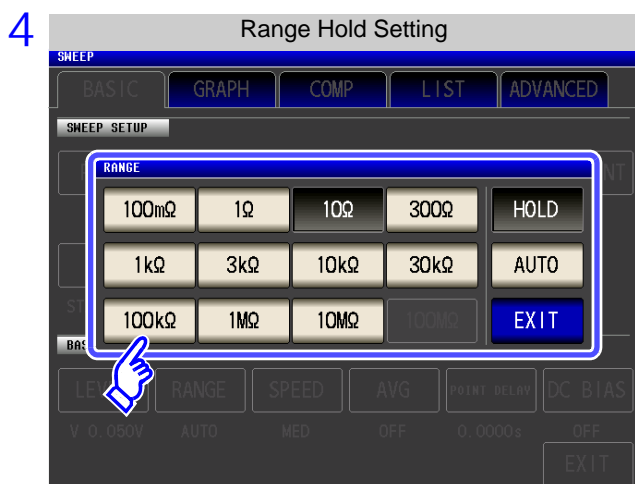 4
Range Hold Setting
SWEEP
BASIC GRAPH COMP LIST ADVANCED
SWEEP SETUP
RANGE
100mΩ 1Ω 10Ω 300Ω HOLD
1kΩ 3kΩ 10kΩ 30kΩ AUTO
100kΩ 1MΩ 10MΩ 100MΩ EXIT
RANGE SPEED AVG POINT DELAY DC BIAS
V 0.050V AUTO MED OFF 0.0000s OFF
EXIT